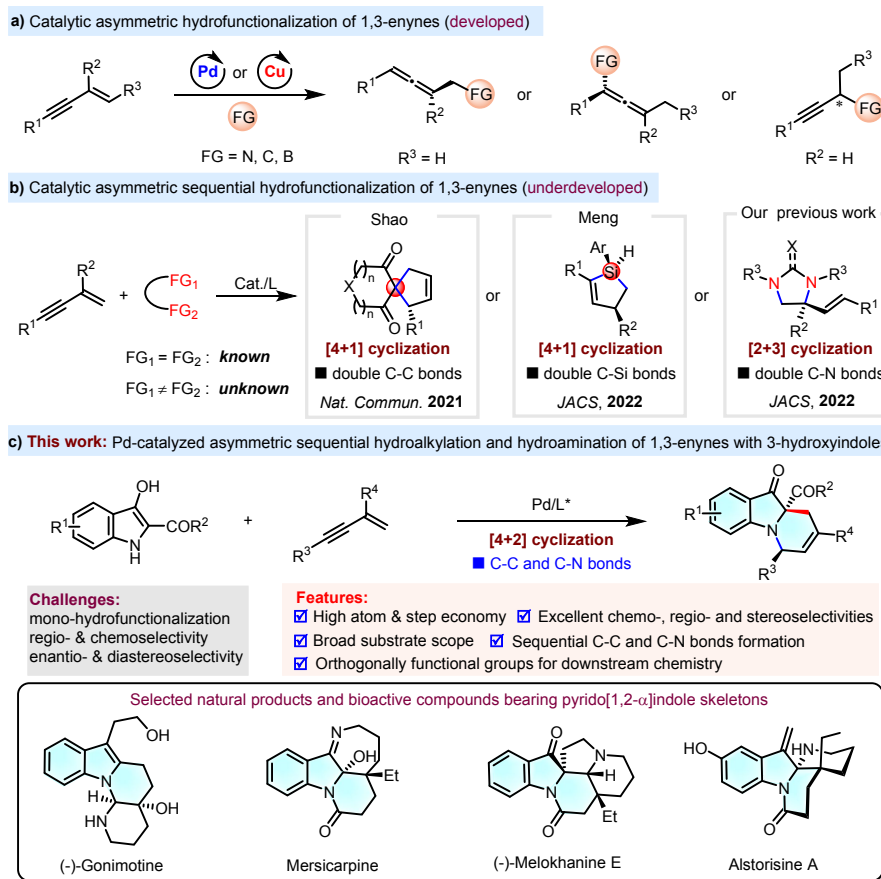 a) Catalytic asymmetric hydrofunctionalization of 1,3-enynes (developed)
R² R³ R¹
Pd or Cu
FG
FG = N, C, B
R¹ R² FG
R³ = H
or
FG R¹ R² R³
or
R³ R¹ * FG
R² = H
b) Catalytic asymmetric sequential hydrofunctionalization of 1,3-enynes (underdeveloped)
R² R¹ + FG₁ FG₂
Cat./L
FG₁ = FG₂ : known
FG₁ ≠ FG₂ : unknown
Shao
O ( )n X ( )n O R¹
[4+1] cyclization
■ double C-C bonds
Nat. Commun. 2021
or
Meng
Ar H R¹ Si R²
[4+1] cyclization
■ double C-Si bonds
JACS, 2022
or
Our previous work
X R³ N N R³ R² R¹
[2+3] cyclization
■ double C-N bonds
JACS, 2022
c) This work: Pd-catalyzed asymmetric sequential hydroalkylation and hydroamination of 1,3-enynes with 3-hydroxyindole
OH R¹ COR² N H
+
R⁴ R³
Pd/L*
[4+2] cyclization
■ C-C and C-N bonds
O COR² R¹ N R⁴ R³
Challenges:
mono-hydrofunctionalization
regio- & chemoselectivity
enantio- & diastereoselectivity
Features:
☑ High atom & step economy ☑ Excellent chemo-, regio- and stereoselectivities
☑ Broad substrate scope ☑ Sequential C-C and C-N bonds formation
☑ Orthogonally functional groups for downstream chemistry
Selected natural products and bioactive compounds bearing pyrido[1,2-α]indole skeletons
OH N H OH HN
(-)-Gonimotine
N OH Et N O
Mersicarpine
O N H N Et O
(-)-Melokhanine E
HO HN N O
Alstorisine A